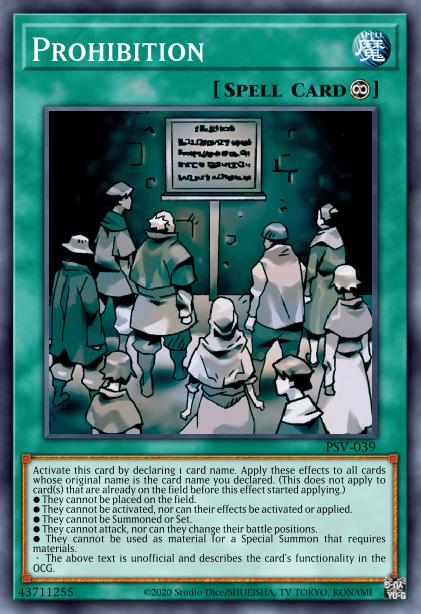 PROHIBITION
SPELL
魔
[SPELL CARD]
PSV-039
Activate this card by declaring 1 card name. Apply these effects to all cards
whose original name is the card name you declared. (This does not apply to
card(s) that are already on the field before this effect started applying.)
●They cannot be placed on the field.
●They cannot be activated, nor can their effects be activated or applied.
●They cannot be Summoned or Set.
●They cannot attack, nor can they change their battle positions.
● They cannot be used as material for a Special Summon that requires
materials.
· The above text is unofficial and describes the card's functionality in the
OCG.
43711255
©2020 Studio Dice/SHUEISHA, TV TOKYO, KONAMI